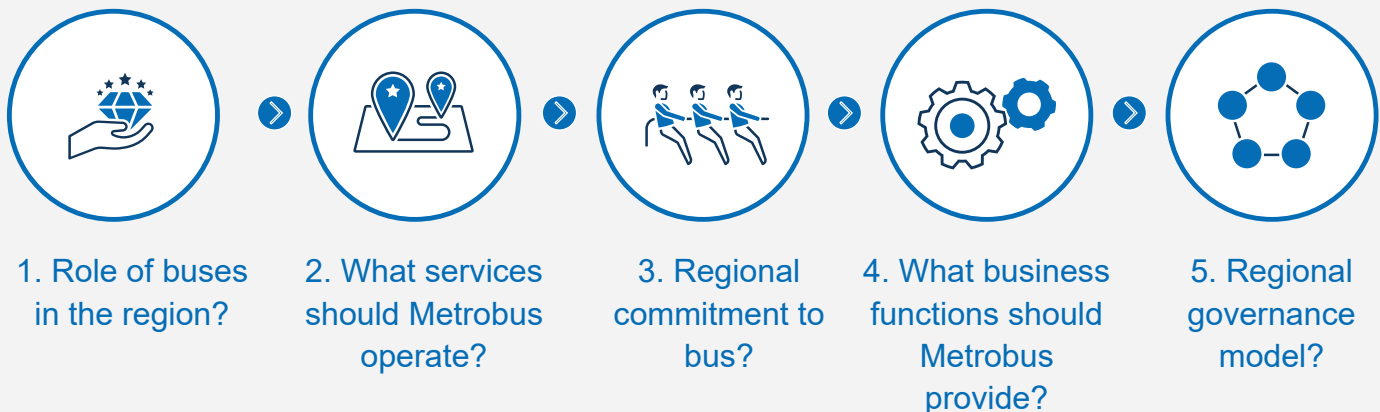 1. Role of buses
in the region?
2. What services
should Metrobus
operate?
3. Regional
commitment to
bus?
4. What business
functions should
Metrobus
provide?
5. Regional
governance
model?